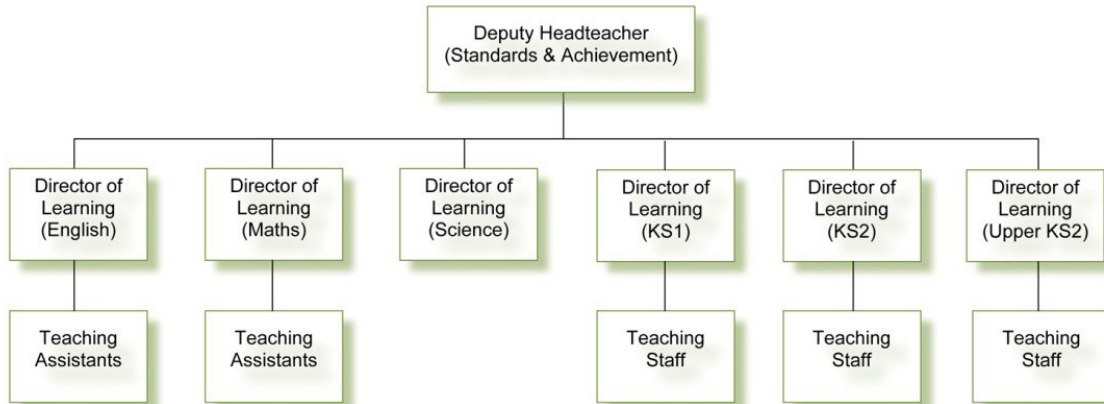 Deputy Headteacher
(Standards & Achievement)
Director of
Learning
(English)
Director of
Learning
(Maths)
Director of
Learning
(Science)
Director of
Learning
(KS1)
Director of
Learning
(KS2)
Director of
Learning
(Upper KS2)
Teaching
Assistants
Teaching
Assistants
Teaching
Staff
Teaching
Staff
Teaching
Staff